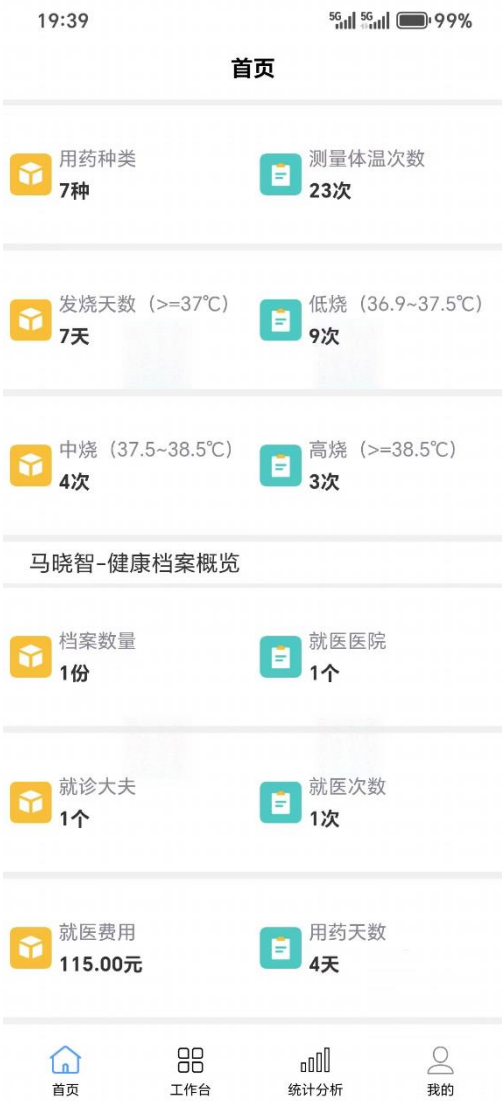 19:39 5G 5G 99%
首页
用药种类 测量体温次数
7种 23次
发烧天数（>=37℃） 低烧（36.9~37.5℃）
7天 9次
中烧（37.5~38.5℃） 高烧（>=38.5℃）
4次 3次
马晓智-健康档案概览
档案数量 就医医院
1份 1个
就诊大夫 就医次数
1个 1次
就医费用 用药天数
115.00元 4天
首页 工作台 统计分析 我的